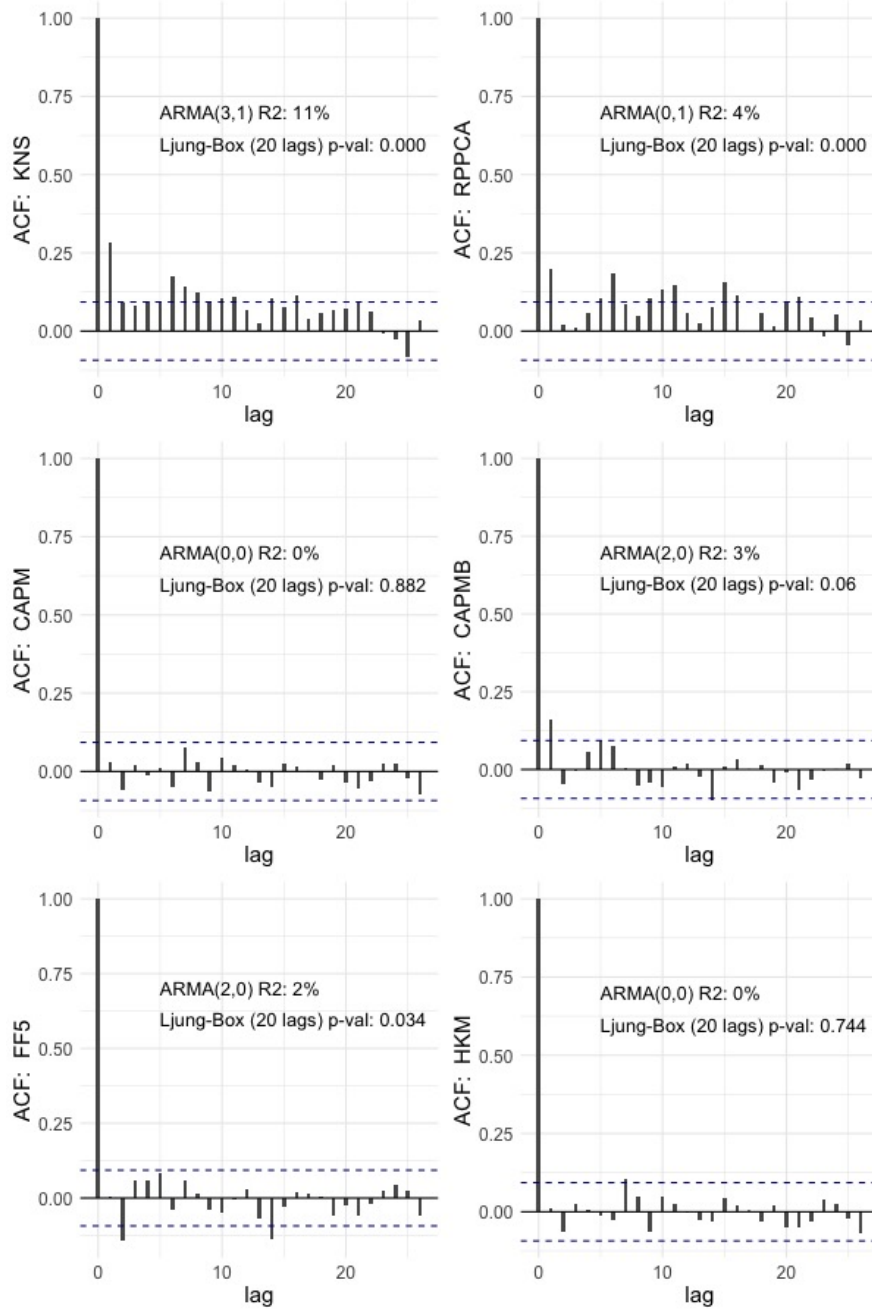 1.00
0.75
0.50
0.25
0.00
ACF: KNS
ARMA(3,1) R2: 11%
Ljung-Box (20 lags) p-val: 0.000
0
10
20
lag
1.00
0.75
0.50
0.25
0.00
ACF: RPPCA
ARMA(0,1) R2: 4%
Ljung-Box (20 lags) p-val: 0.000
0
10
20
lag
1.00
0.75
0.50
0.25
0.00
ACF: CAPM
ARMA(0,0) R2: 0%
Ljung-Box (20 lags) p-val: 0.882
0
10
20
lag
1.00
0.75
0.50
0.25
0.00
ACF: CAPMB
ARMA(2,0) R2: 3%
Ljung-Box (20 lags) p-val: 0.06
0
10
20
lag
1.00
0.75
0.50
0.25
0.00
ACF: FF5
ARMA(2,0) R2: 2%
Ljung-Box (20 lags) p-val: 0.034
0
10
20
lag
1.00
0.75
0.50
0.25
0.00
ACF: HKM
ARMA(0,0) R2: 0%
Ljung-Box (20 lags) p-val: 0.744
0
10
20
lag